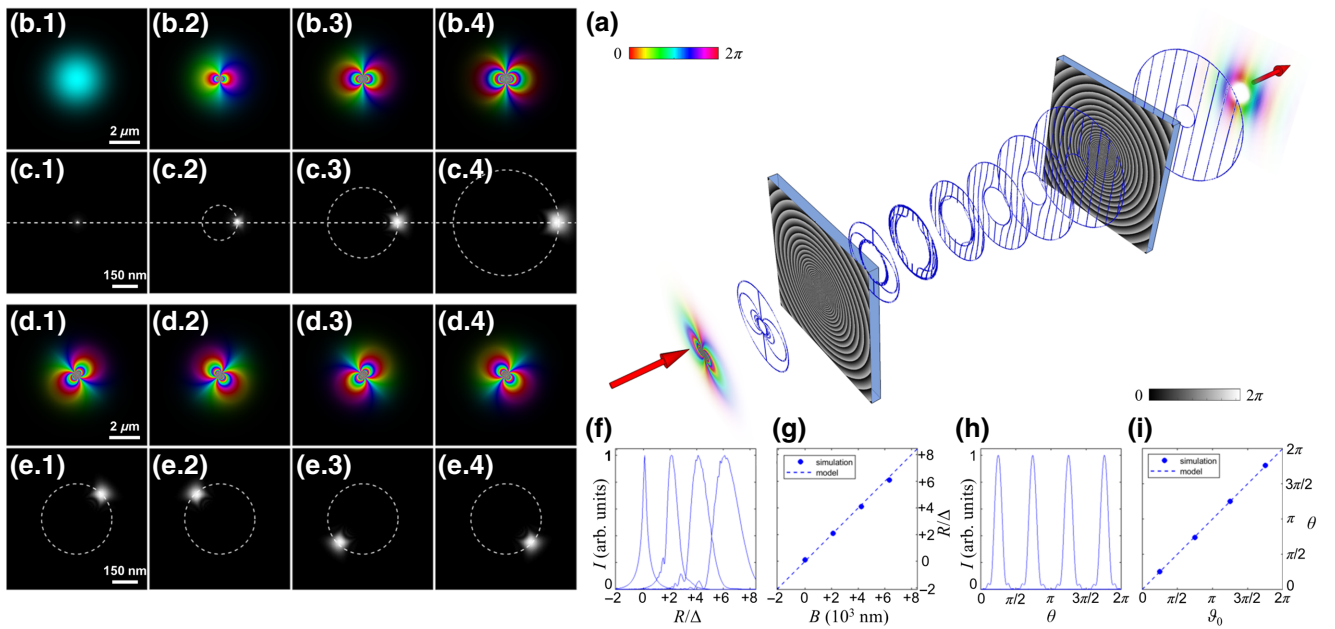 (b.1) (b.2) (b.3) (b.4)
2 μm
(c.1) (c.2) (c.3) (c.4)
150 nm
(d.1) (d.2) (d.3) (d.4)
2 μm
(e.1) (e.2) (e.3) (e.4)
150 nm
(a)
0 2π
0 2π
(f)
1
I (arb. units)
0
−2 0 +2 +4 +6 +8
R/Δ
(g)
simulation
model
+8
+6
+4
+2
0
−2
R/Δ
−2 0 +2 +4 +6 +8
B (10³ nm)
(h)
1
I (arb. units)
0
0 π/2 π 3π/2 2π
θ
(i)
simulation
model
2π
3π/2
π
π/2
0
θ
0 π/2 π 3π/2 2π
ϑ₀